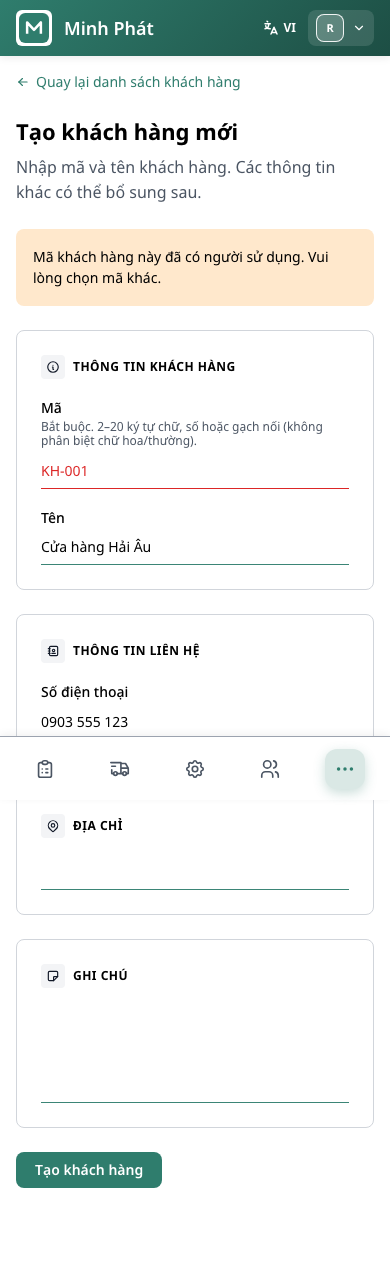 Minh Phát
VI
R
Quay lại danh sách khách hàng
Tạo khách hàng mới
Nhập mã và tên khách hàng. Các thông tin
khác có thể bổ sung sau.
Mã khách hàng này đã có người sử dụng. Vui
lòng chọn mã khác.
THÔNG TIN KHÁCH HÀNG
Mã
Bắt buộc. 2–20 ký tự chữ, số hoặc gạch nối (không
phân biệt chữ hoa/thường).
KH-001
Tên
Cửa hàng Hải Âu
THÔNG TIN LIÊN HỆ
Số điện thoại
0903 555 123
ĐỊA CHỈ
GHI CHÚ
Tạo khách hàng